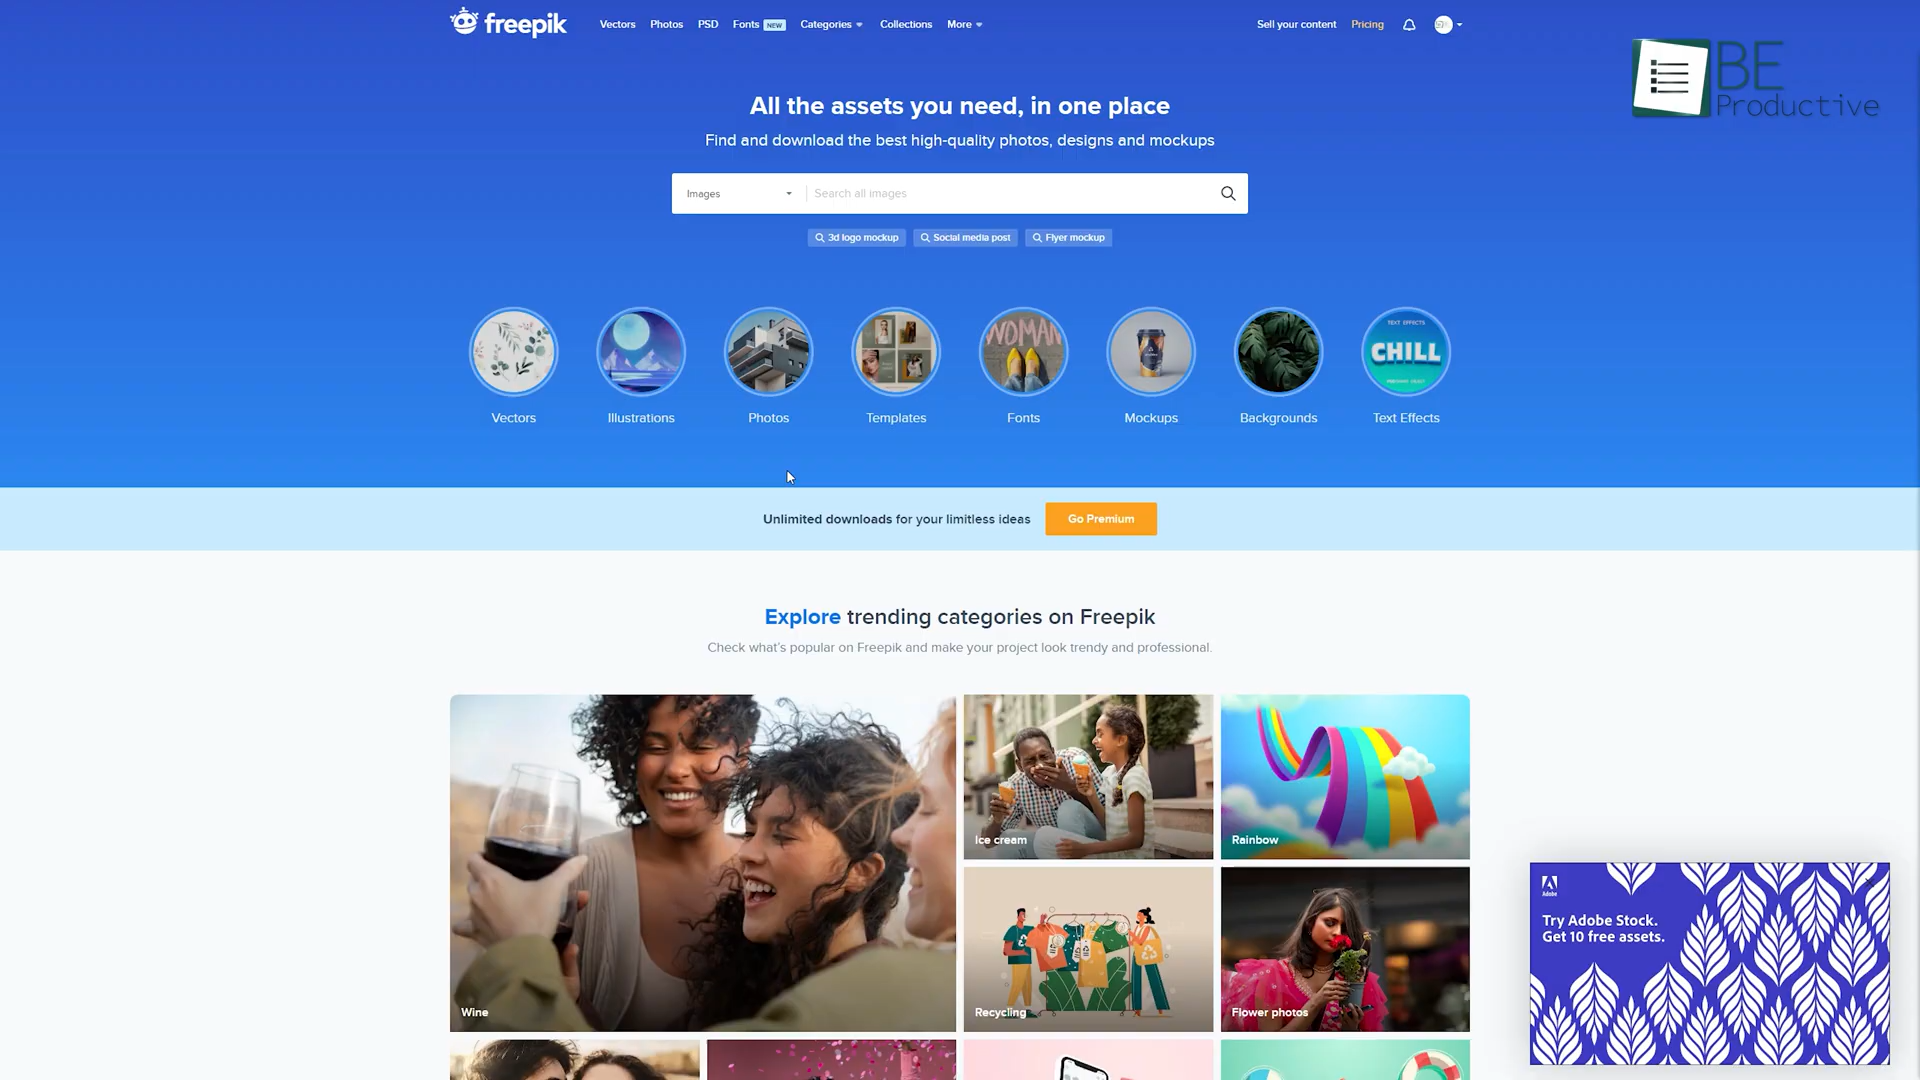 freepik
Vectors Photos PSD Fonts NEW Categories Collections More
Sell your content Pricing
BE
Productive
All the assets you need, in one place
Find and download the best high-quality photos, designs and mockups
Images Search all images
3d logo mockup Social media post Flyer mockup
WOMAN
TEXT EFFECTS
CHILL
Vectors Illustrations Photos Templates Fonts Mockups Backgrounds Text Effects
Unlimited downloads for your limitless ideas Go Premium
Explore trending categories on Freepik
Check what's popular on Freepik and make your project look trendy and professional.
Ice cream
Rainbow
Wine
Recycling
Flower photos
Adobe
Try Adobe Stock.
Get 10 free assets.